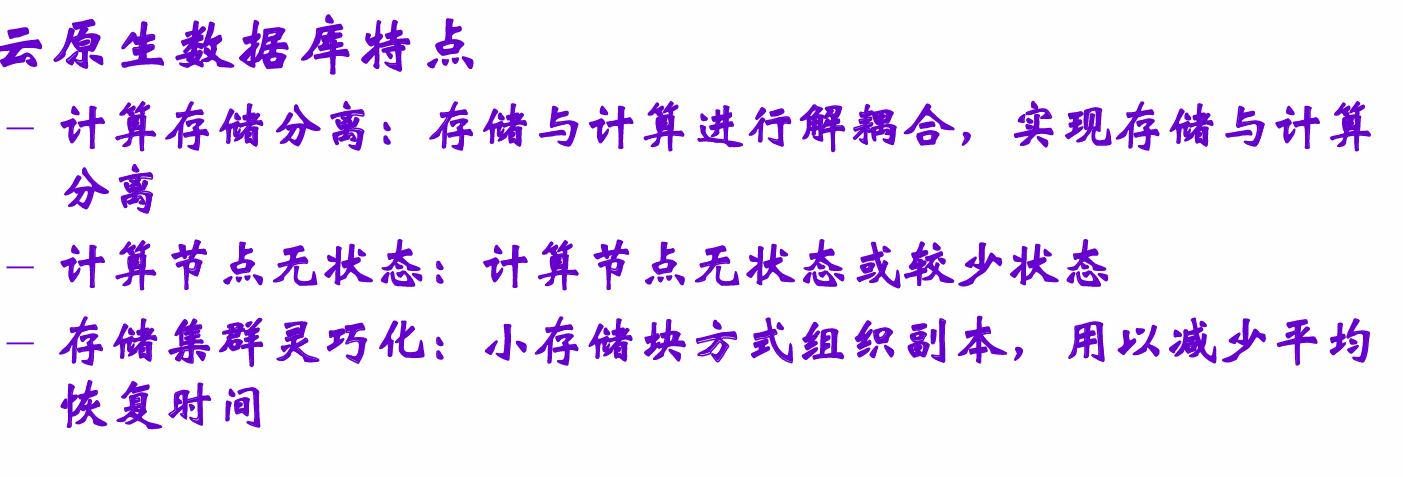 云原生数据库特点
– 计算存储分离：存储与计算进行解耦合，实现存储与计算
分离
– 计算节点无状态：计算节点无状态或较少状态
– 存储集群灵巧化：小存储块方式组织副本，用以减少平均
恢复时间